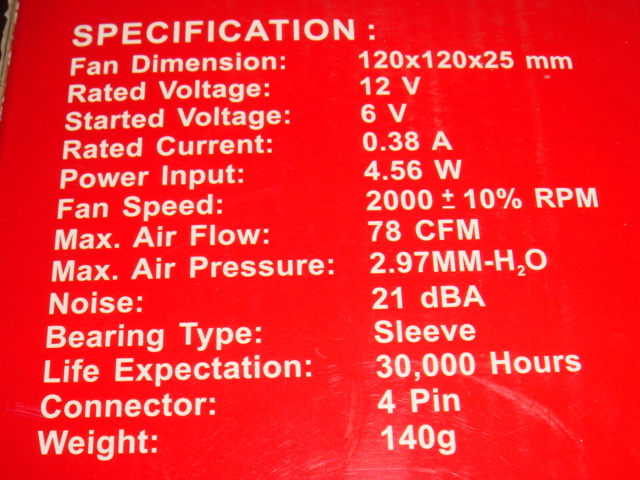 SPECIFICATION :
Fan Dimension: 120x120x25 mm
Rated Voltage: 12 V
Started Voltage: 6 V
Rated Current: 0.38 A
Power Input: 4.56 W
Fan Speed: 2000 ± 10% RPM
Max. Air Flow: 78 CFM
Max. Air Pressure: 2.97MM-H₂O
Noise: 21 dBA
Bearing Type: Sleeve
Life Expectation: 30,000 Hours
Connector: 4 Pin
Weight: 140g